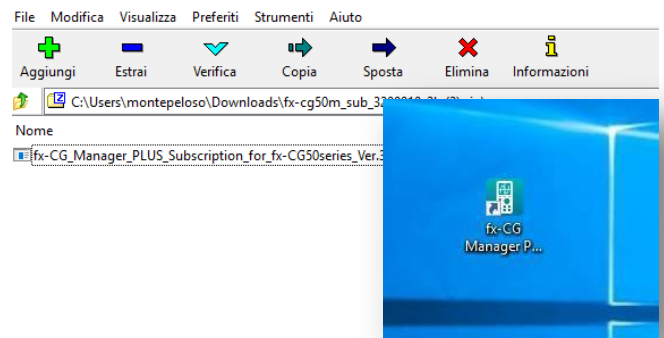 File Modifica Visualizza Preferiti Strumenti Aiuto
Aggiungi Estrai Verifica Copia Sposta Elimina Informazioni
C:\Users\montepeloso\Downloads\fx-cg50m_sub
Nome
fx-CG_Manager_PLUS_Subscription_for_fx-CG50series_Ver.3
fx-CG
Manager P...